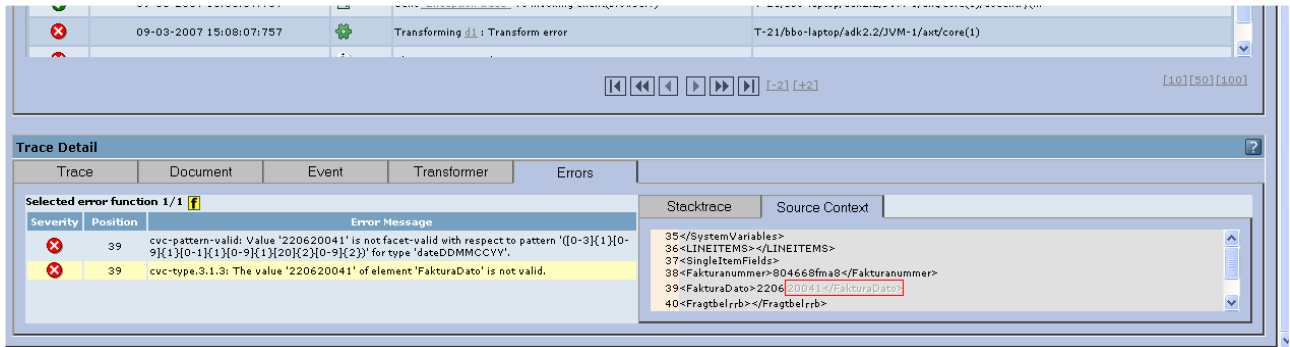 09-03-2007 15:08:07:757 Transforming d1 : Transform error T-21/bbo-laptop/adk2.2/JVM-1/axt/core(1)
[-2] [+2] [10][50][100]
Trace Detail ?
Trace Document Event Transformer Errors
Selected error function 1/1 f
Stacktrace Source Context
Severity Position Error Message
39 cvc-pattern-valid: Value '220620041' is not facet-valid with respect to pattern '([0-3]{1}[0-
9]{1}[0-1]{1}[0-9]{1}[20]{2}[0-9]{2})' for type 'dateDDMMCCYY'.
39 cvc-type.3.1.3: The value '220620041' of element 'FakturaDato' is not valid.
35</SystemVariables>
36<LINEITEMS></LINEITEMS>
37<SingleItemFields>
38<Fakturanummer>804668fma8</Fakturanummer>
39<FakturaDato>220620041</FakturaDato>
40<Fragtbelrrb></Fragtbelrrb>